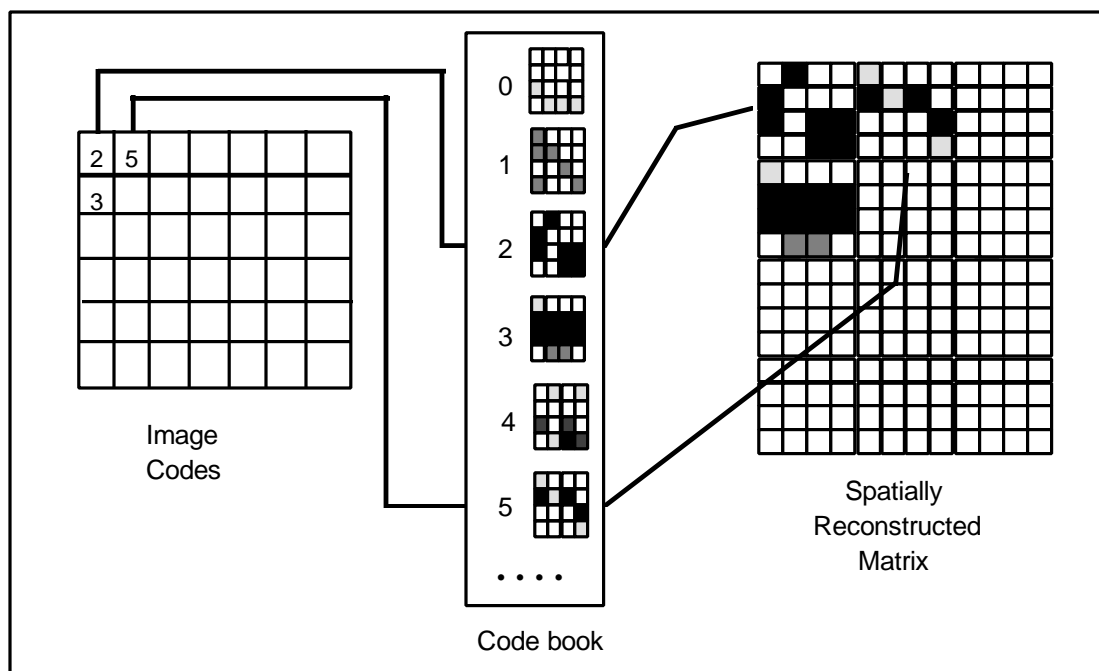 2 5
3
Image
Codes
0
1
2
3
4
5
. . . .
Code book
Spatially
Reconstructed
Matrix